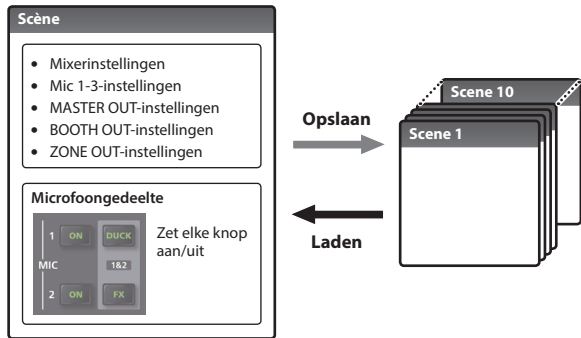 Scène
• Mixerinstellingen
• Mic 1-3-instellingen
• MASTER OUT-instellingen
• BOOTH OUT-instellingen
• ZONE OUT-instellingen
Microfoongedeelte
1 ON DUCK
MIC 1&2
2 ON FX
Zet elke knop
aan/uit
Opslaan
Laden
Scene 10
Scene 1